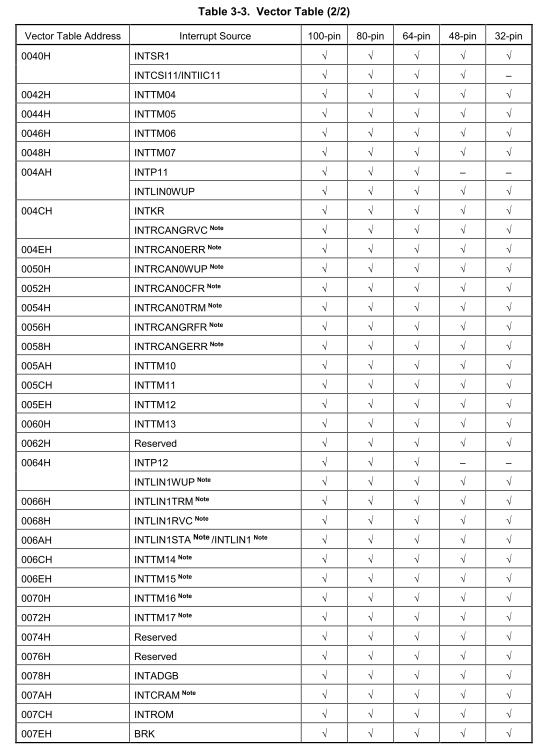 Table 3-3. Vector Table (2/2)
Vector Table Address Interrupt Source 100-pin 80-pin 64-pin 48-pin 32-pin
0040H INTSR1 √ √ √ √ √
INTCSI11/INTIIC11 √ √ √ √ –
0042H INTTM04 √ √ √ √ √
0044H INTTM05 √ √ √ √ √
0046H INTTM06 √ √ √ √ √
0048H INTTM07 √ √ √ √ √
004AH INTP11 √ √ √ – –
INTLIN0WUP √ √ √ √ √
004CH INTKR √ √ √ √ √
INTRCANGRVC Note √ √ √ √ √
004EH INTRCAN0ERR Note √ √ √ √ √
0050H INTRCAN0WUP Note √ √ √ √ √
0052H INTRCAN0CFR Note √ √ √ √ √
0054H INTRCAN0TRM Note √ √ √ √ √
0056H INTRCANGRFR Note √ √ √ √ √
0058H INTRCANGERR Note √ √ √ √ √
005AH INTTM10 √ √ √ √ √
005CH INTTM11 √ √ √ √ √
005EH INTTM12 √ √ √ √ √
0060H INTTM13 √ √ √ √ √
0062H Reserved √ √ √ √ √
0064H INTP12 √ √ √ – –
INTLIN1WUP Note √ √ √ √ √
0066H INTLIN1TRM Note √ √ √ √ √
0068H INTLIN1RVC Note √ √ √ √ √
006AH INTLIN1STA Note /INTLIN1 Note √ √ √ √ √
006CH INTTM14 Note √ √ √ √ √
006EH INTTM15 Note √ √ √ √ √
0070H INTTM16 Note √ √ √ √ √
0072H INTTM17 Note √ √ √ √ √
0074H Reserved √ √ √ √ √
0076H Reserved √ √ √ √ √
0078H INTADGB √ √ √ √ √
007AH INTCRAM Note √ √ √ √ √
007CH INTROM √ √ √ √ √
007EH BRK √ √ √ √ √